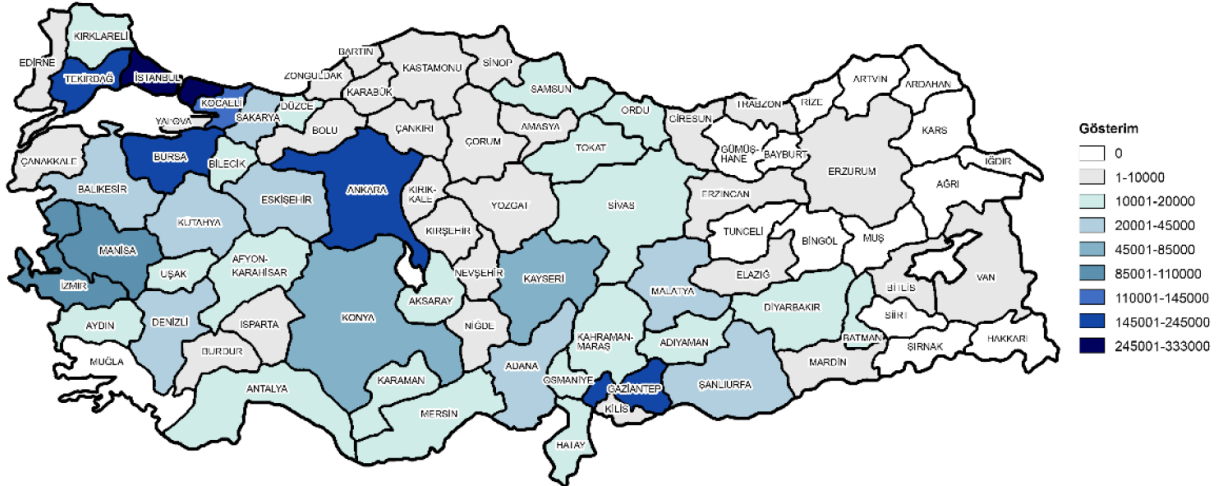 KIRKLARELİ
EDİRNE
TEKİRDAĞ
İSTANBUL
KOCALLİ
YALOVA
SAKARYA
DÜZCE
ZONGULDAK
BARTIN
KARABÜK
KASTAMONU
SİNOP
BOLU
ÇANKIRI
ÇORUM
SAMSUN
AMASYA
ORDU
TOKAT
CİRESUN
TRABZON
RİZE
ARTVİN
ARDAHAN
KARS
GÜMÜŞ-
HANE
BAYBURT
ERZURUM
IĞDIR
AĞRI
ÇANAKKALE
BALIKESİR
BURSA
BİLECİK
ESKİŞEHİR
ANKARA
KIRIK-
KALE
KIRŞEHİR
YOZGAT
SİVAS
ERZINCAN
TUNCELİ
BİNGÖL
MUŞ
VAN
BİTLİS
MANİSA
KUTAHYA
İZMİR
UŞAK
AFYON-
KARAHİSAR
AKSARAY
NEVŞEHİR
KAYSERİ
MALATYA
ELAZIĞ
DİYARBAKIR
BATMAN
SİİRT
ŞIRNAK
HAKKARİ
AYDIN
DENİZLİ
ISPARTA
BURDUR
MUĞLA
ANTALYA
KONYA
KARAMAN
MERSİN
NİĞDE
ADANA
KAHRAMAN-
MARAŞ
OSMANİYE
ADIYAMAN
GAZİANTEP
KİLİS
HATAY
ŞANLIURFA
MARDİN
Gösterim
0
1-10000
10001-20000
20001-45000
45001-85000
85001-110000
110001-145000
145001-245000
245001-333000